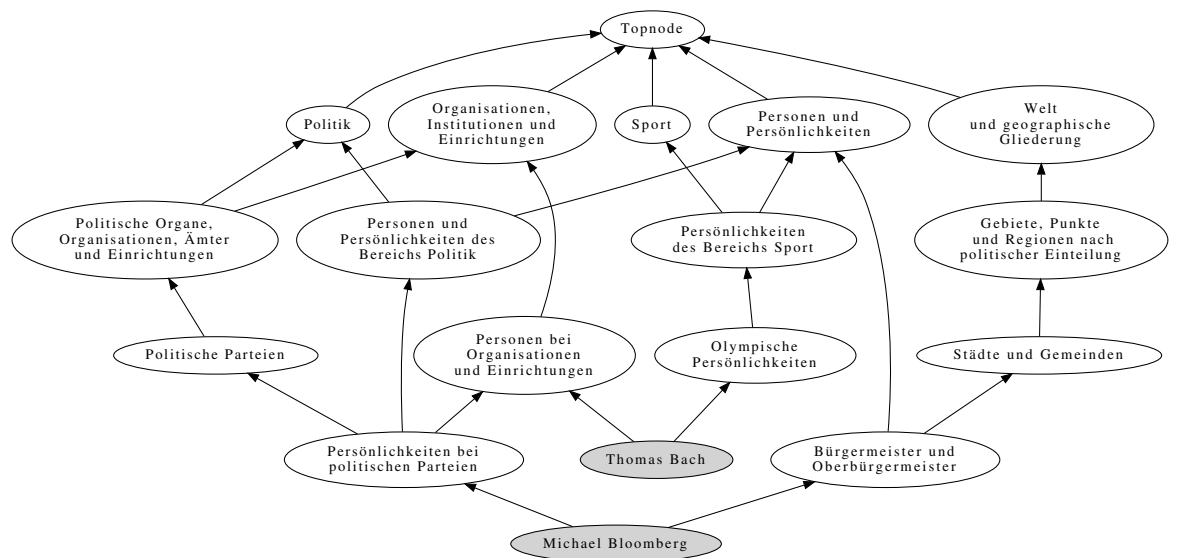 Topnode
Politik
Organisationen,
Institutionen und
Einrichtungen
Sport
Personen und
Persönlichkeiten
Welt
und geographische
Gliederung
Politische Organe,
Organisationen, Ämter
und Einrichtungen
Personen und
Persönlichkeiten des
Bereichs Politik
Persönlichkeiten
des Bereichs Sport
Gebiete, Punkte
und Regionen nach
politischer Einteilung
Politische Parteien
Personen bei
Organisationen
und Einrichtungen
Olympische
Persönlichkeiten
Städte und Gemeinden
Persönlichkeiten bei
politischen Parteien
Thomas Bach
Bürgermeister und
Oberbürgermeister
Michael Bloomberg